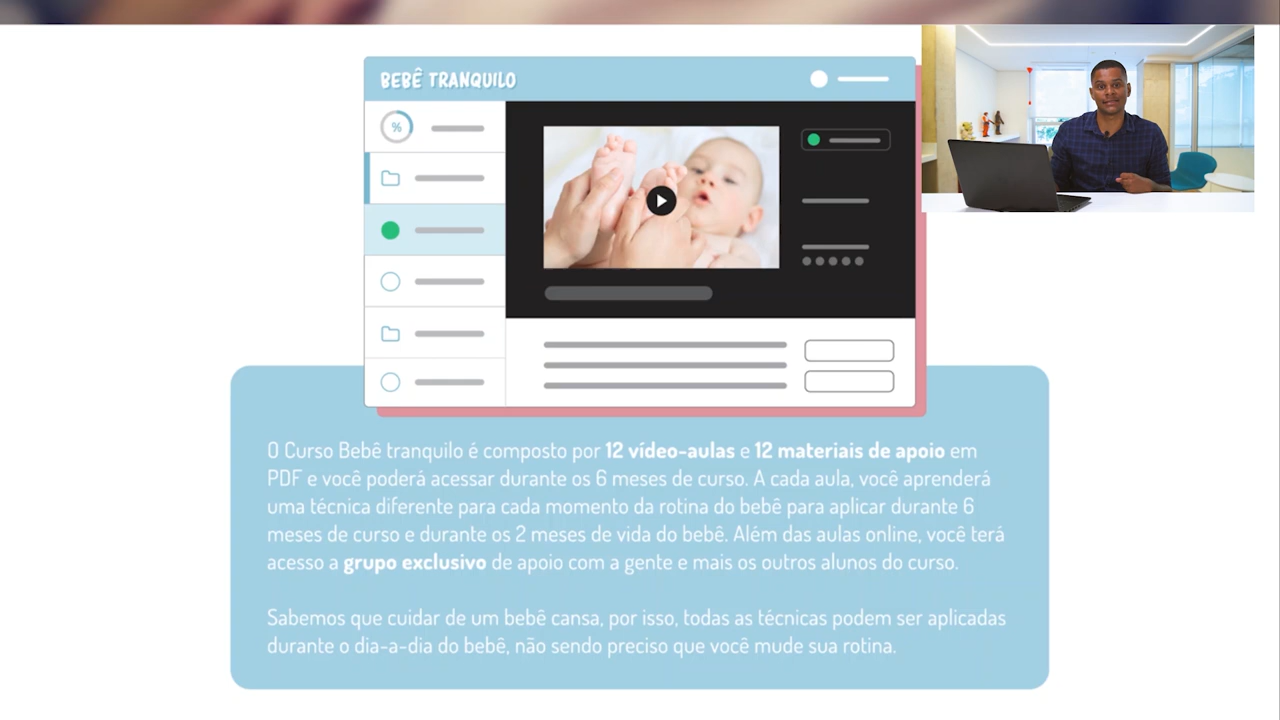 BEBÊ TRANQUILO
%
O Curso Bebê tranquilo é composto por 12 vídeo-aulas e 12 materiais de apoio em
PDF e você poderá acessar durante os 6 meses de curso. A cada aula, você aprenderá
uma técnica diferente para cada momento da rotina do bebê para aplicar durante 6
meses de curso e durante os 2 meses de vida do bebê. Além das aulas online, você terá
acesso a grupo exclusivo de apoio com a gente e mais os outros alunos do curso.
Sabemos que cuidar de um bebê cansa, por isso, todas as técnicas podem ser aplicadas
durante o dia-a-dia do bebê, não sendo preciso que você mude sua rotina.